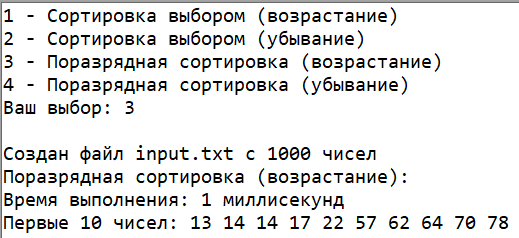 1 - Сортировка выбором (возрастание)
2 - Сортировка выбором (убывание)
3 - Поразрядная сортировка (возрастание)
4 - Поразрядная сортировка (убывание)
Ваш выбор: 3
Создан файл input.txt с 1000 чисел
Поразрядная сортировка (возрастание):
Время выполнения: 1 миллисекунд
Первые 10 чисел: 13 14 14 17 22 57 62 64 70 78